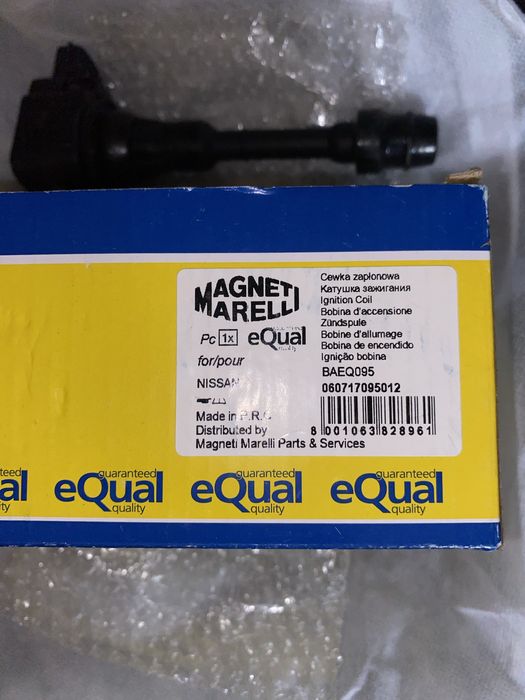 MAGNETI
MARELLI
Pc 1x eQual
for/pour
NISSAN
Made in P.R.C
Distributed by
Magneti Marelli Parts & Services
Cewka zapłonowa
Катушка зажигания
Ignition Coil
Bobina d'accensione
Zündspule
Bobine d'allumage
Bobina de encendido
Ignição bobina
BAEQ095
060717095012
8 001063 828961
guaranteed
eQual
quality
guaranteed
eQual
quality
guaranteed
eQual
quality